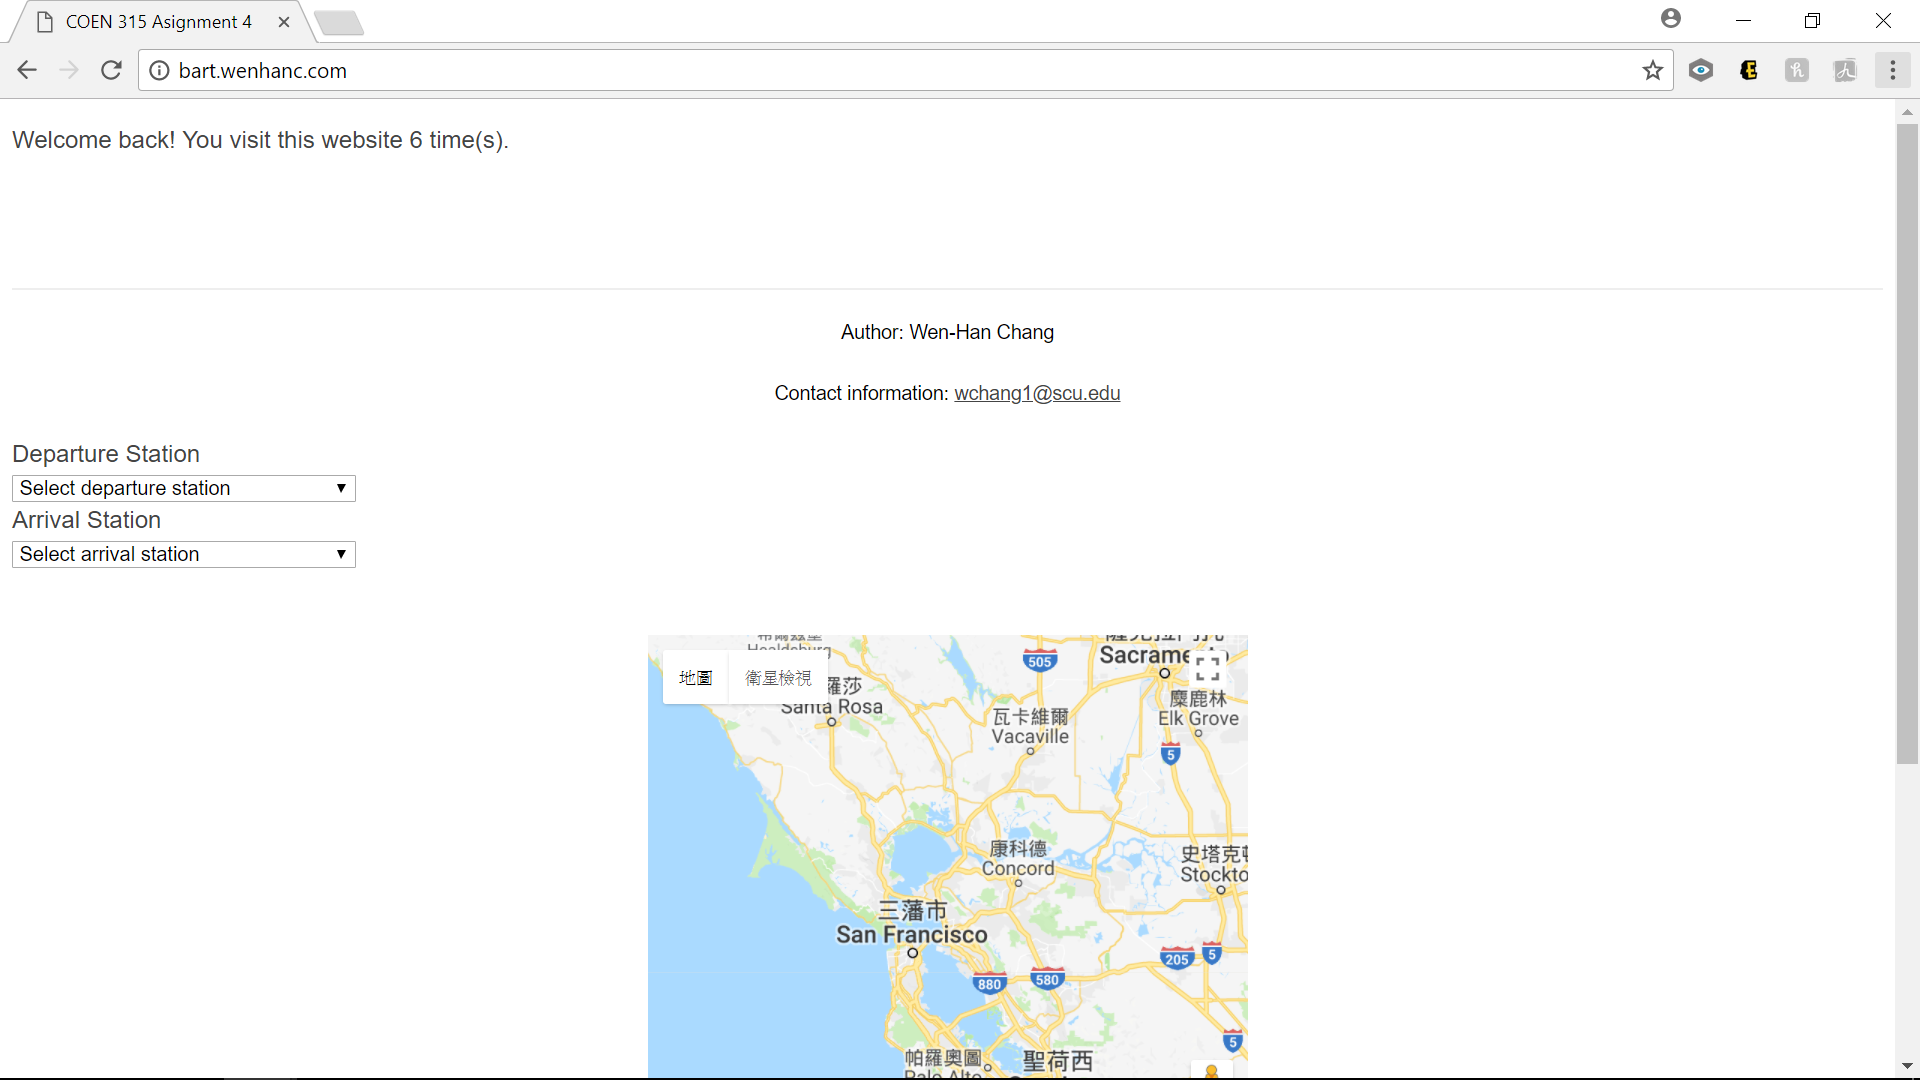 COEN 315 Asignment 4
bart.wenhanc.com
Welcome back! You visit this website 6 time(s).
Author: Wen-Han Chang
Contact information: wchang1@scu.edu
Departure Station
Select departure station
Arrival Station
Select arrival station
地圖
衛星檢視
Healdsburg
505
羅莎
Santa Rosa
瓦卡維爾
Vacaville
麋鹿林
Elk Grove
5
康科德
Concord
史塔克
Stockto
三藩市
San Francisco
880
580
205
5
5
帕羅奧圖
Palo Alto
聖荷西